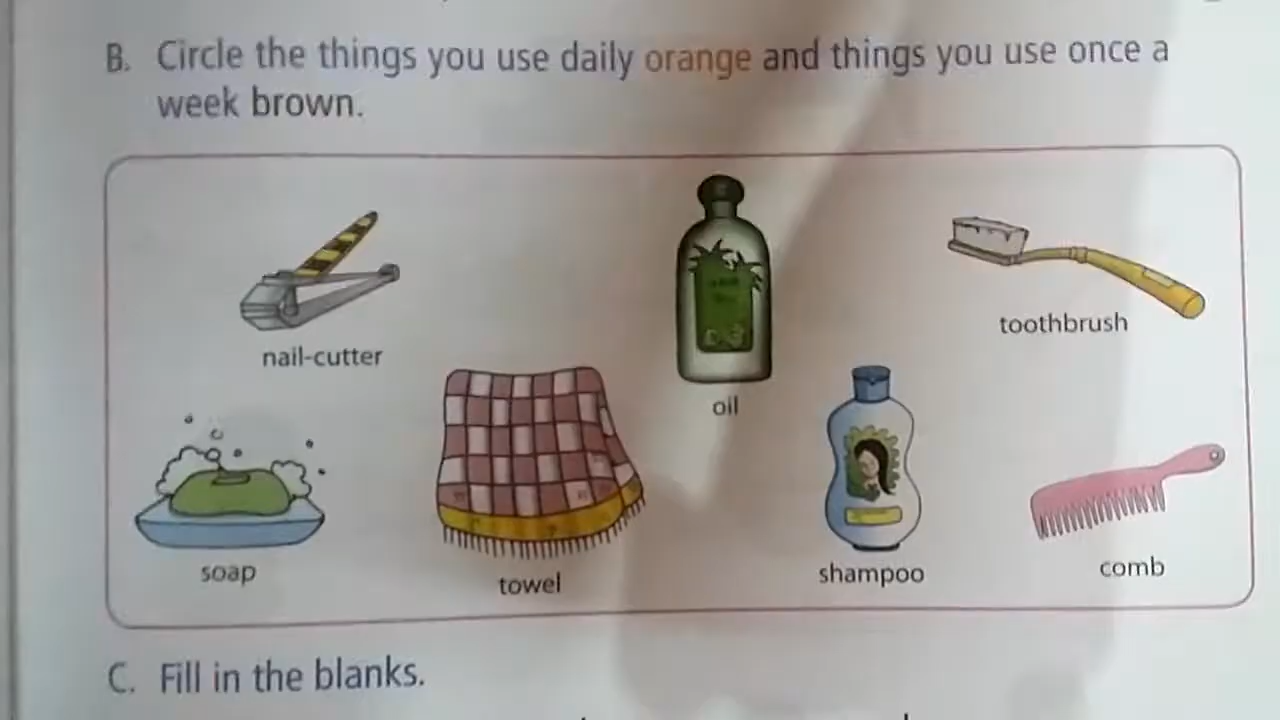 B. Circle the things you use daily orange and things you use once a
week brown.
nail-cutter
oil
toothbrush
soap
towel
shampoo
comb
C. Fill in the blanks.